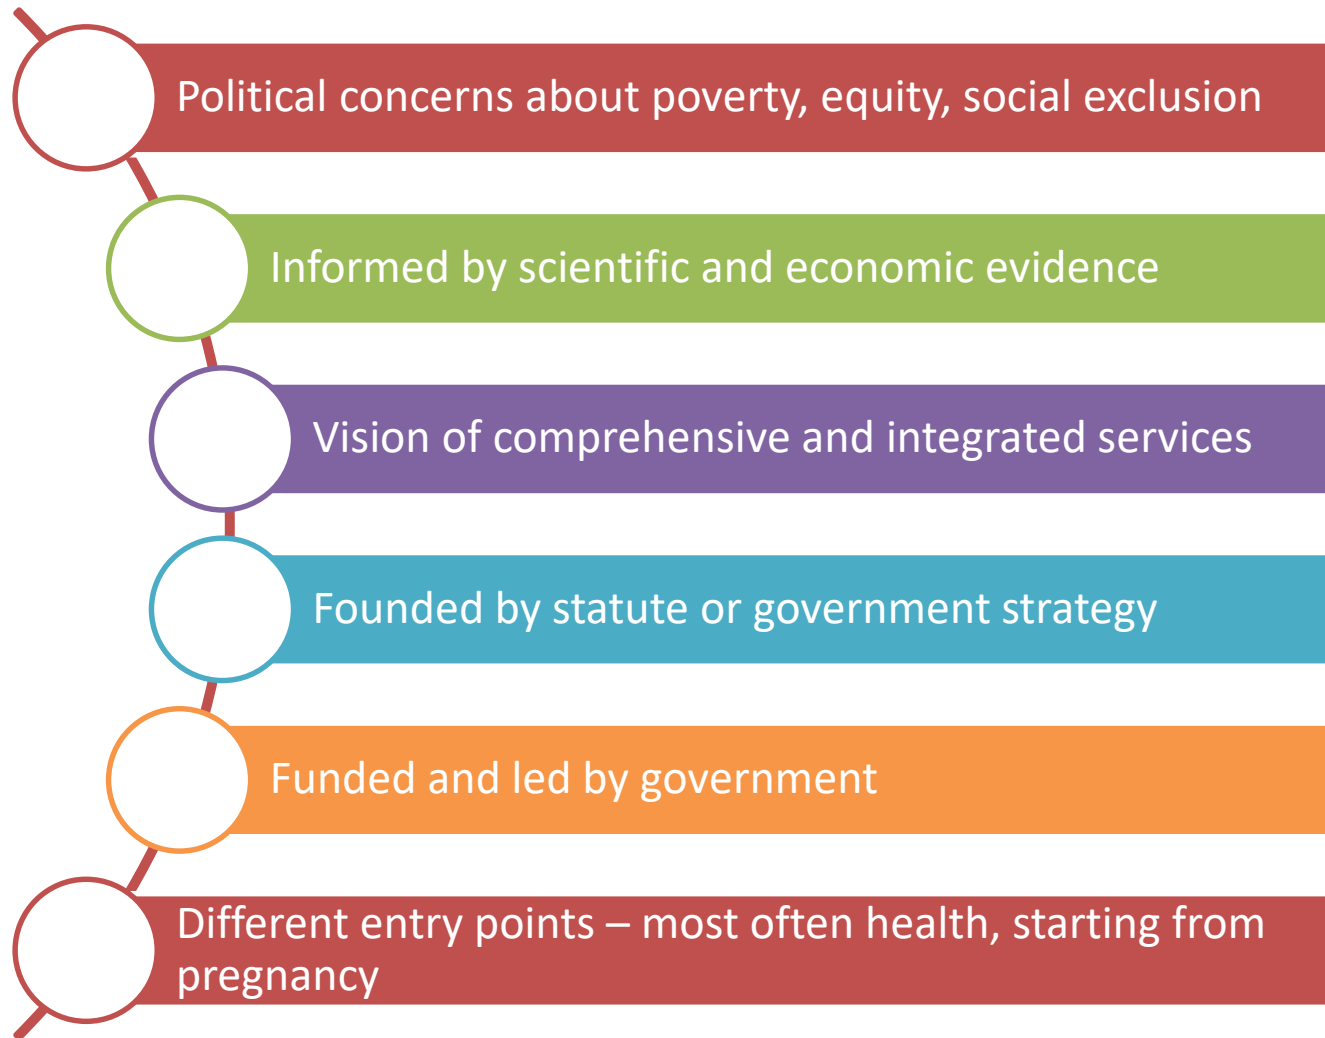 Political concerns about poverty, equity, social exclusion
Informed by scientific and economic evidence
Vision of comprehensive and integrated services
Founded by statute or government strategy
Funded and led by government
Different entry points – most often health, starting from
pregnancy